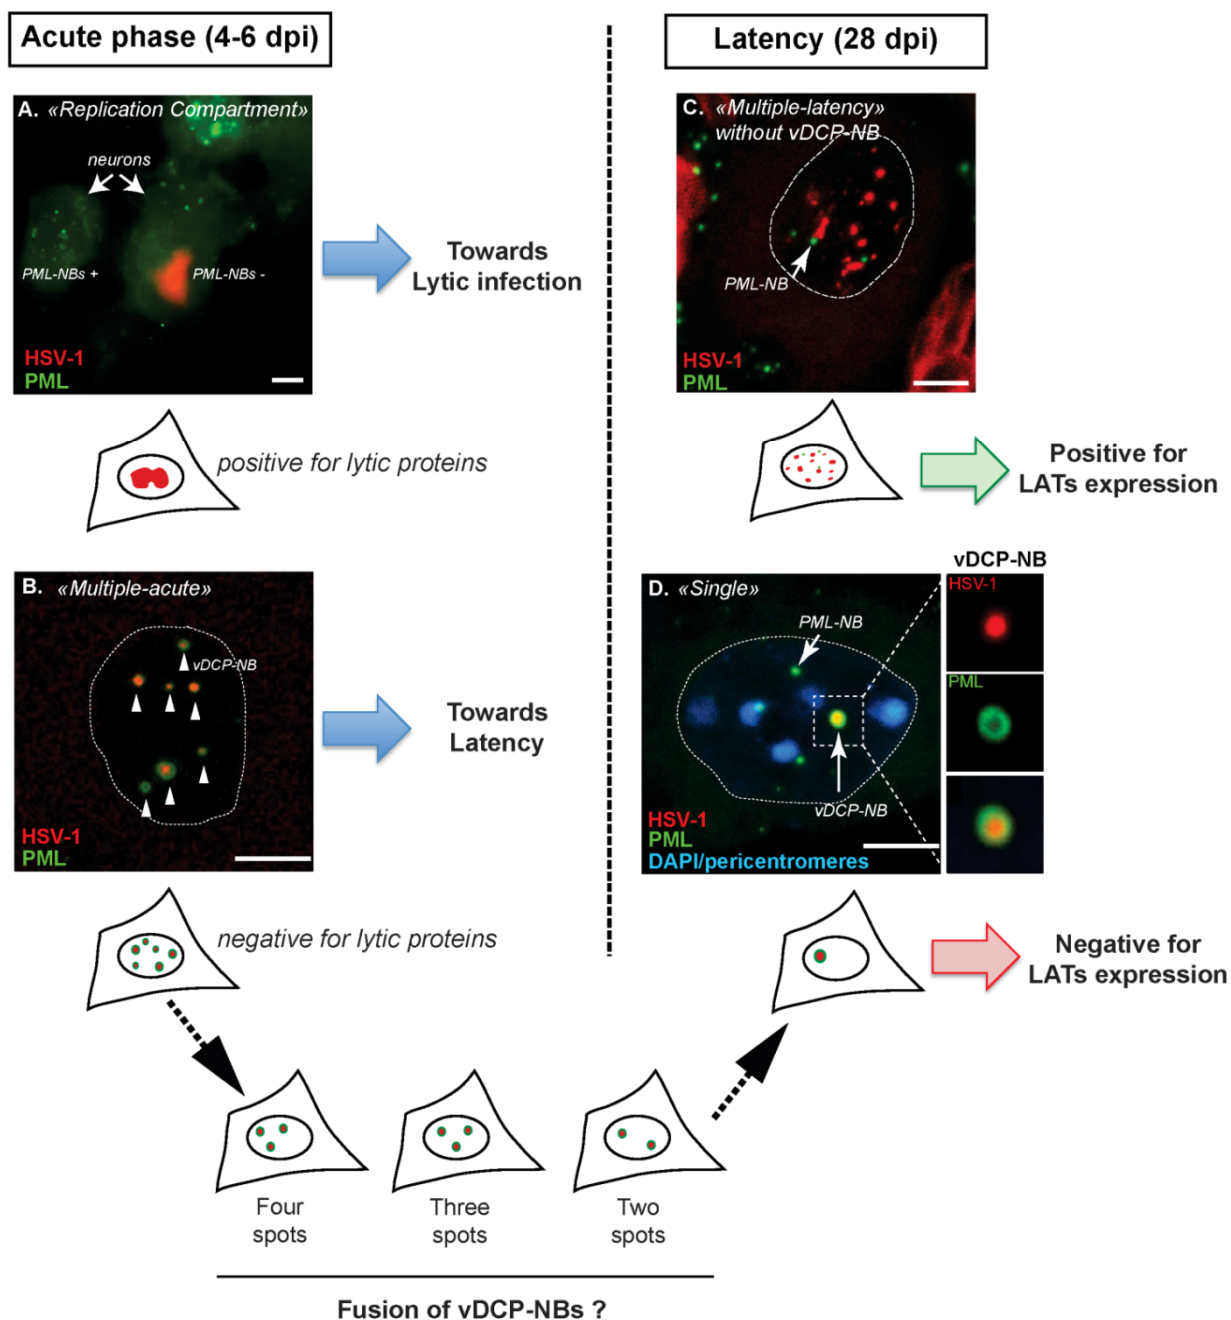 Acute phase (4-6 dpi)
Latency (28 dpi)
A. «Replication Compartment»
neurons
PML-NBs +
PML-NBs -
HSV-1
PML
Towards
Lytic infection
positive for lytic proteins
B. «Multiple-acute»
vDCP-NB
HSV-1
PML
Towards
Latency
negative for lytic proteins
C. «Multiple-latency»
without vDCP-NB
PML-NB
HSV-1
PML
Positive for
LATs expression
D. «Single»
PML-NB
vDCP-NB
HSV-1
PML
DAPI/pericentromeres
vDCP-NB
HSV-1
PML
Negative for
LATs expression
Four
spots
Three
spots
Two
spots
Fusion of vDCP-NBs ?